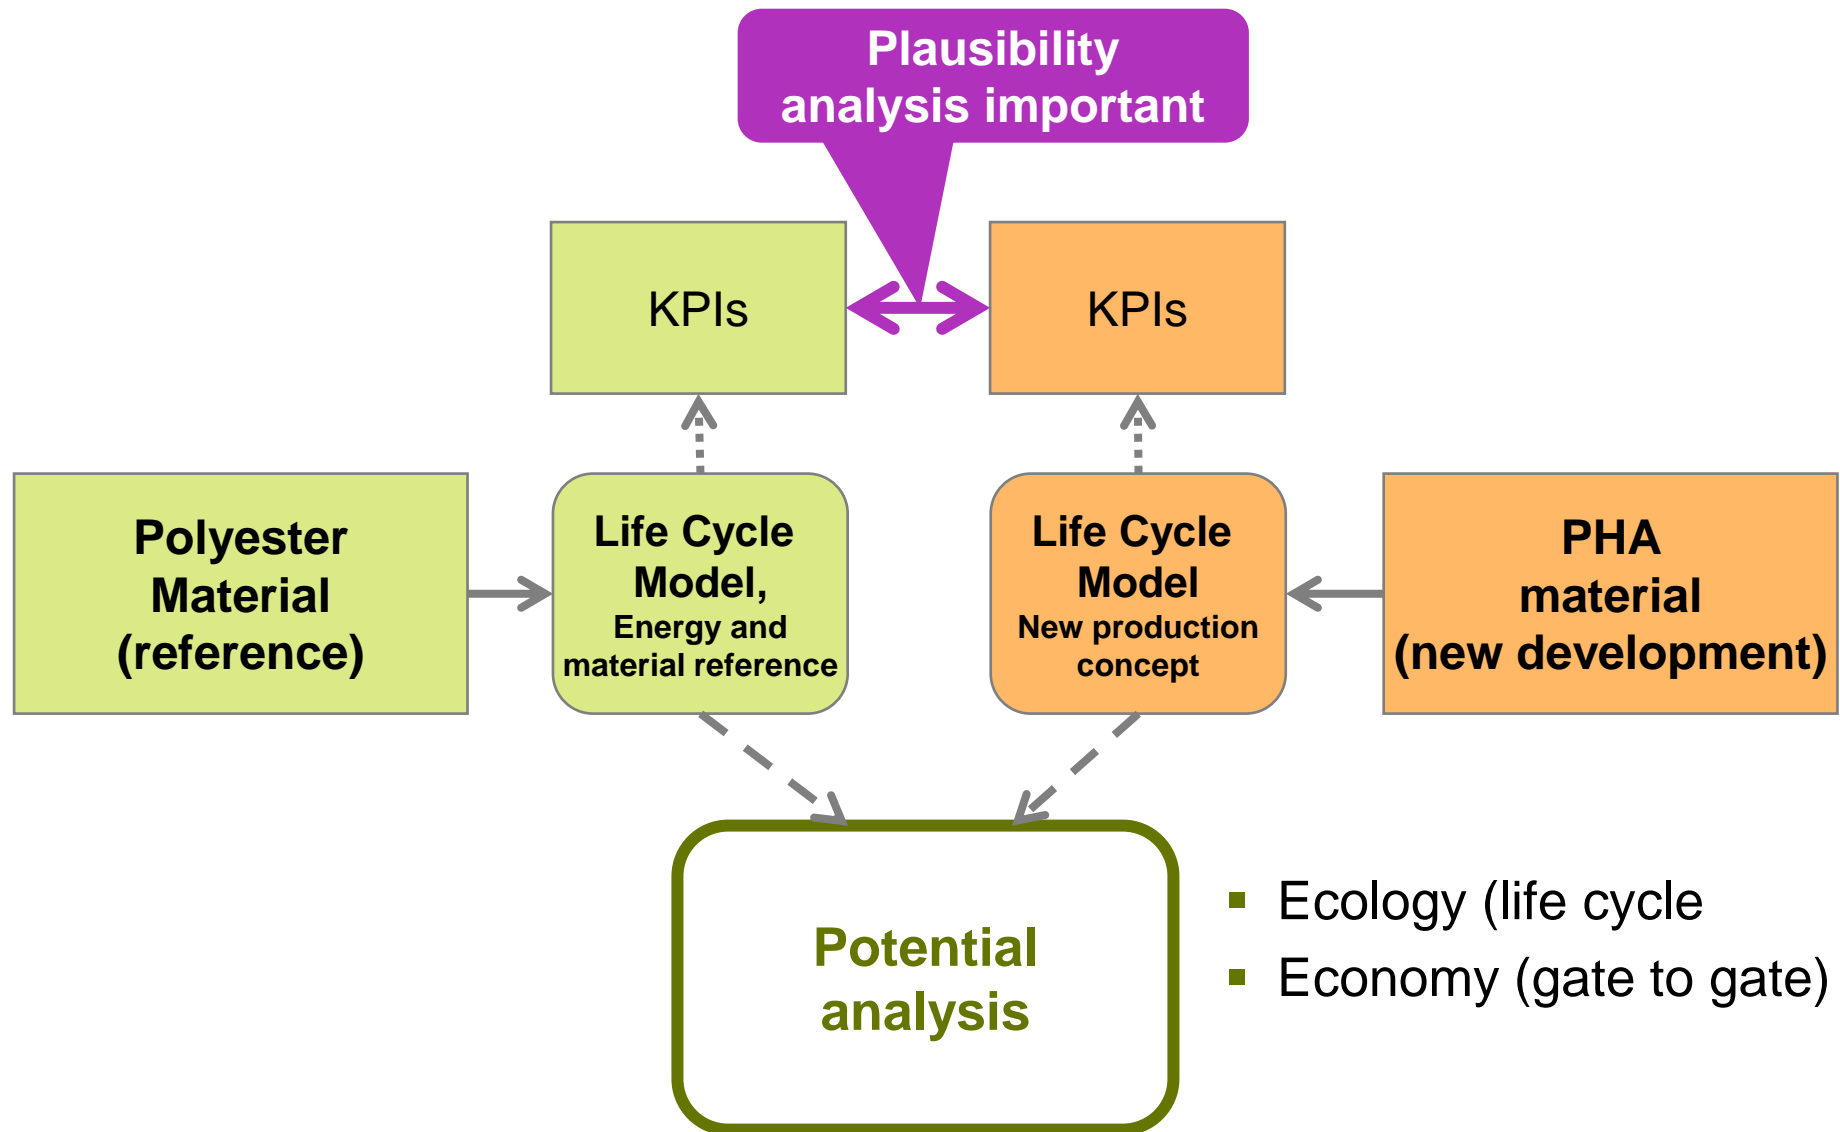 Plausibility
analysis important
KPIs
KPIs
Polyester
Material
(reference)
Life Cycle
Model,
Energy and
material reference
Life Cycle
Model
New production
concept
PHA
material
(new development)
Potential
analysis
▪ Ecology (life cycle
▪ Economy (gate to gate)